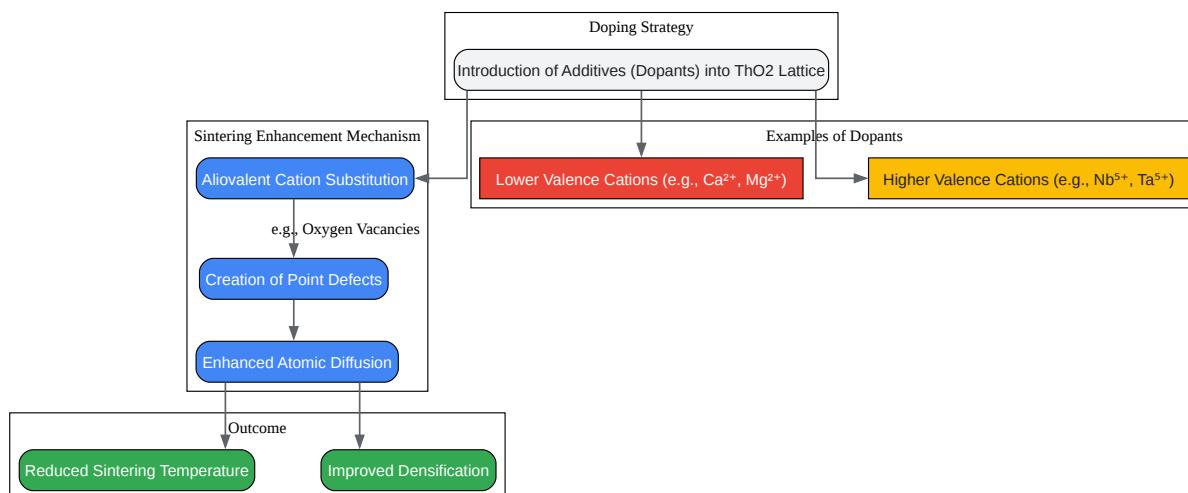 Doping Strategy
Introduction of Additives (Dopants) into ThO2 Lattice
Sintering Enhancement Mechanism
Examples of Dopants
Aliovalent Cation Substitution
Lower Valence Cations (e.g., Ca²⁺, Mg²⁺)
Higher Valence Cations (e.g., Nb⁵⁺, Ta⁵⁺)
e.g., Oxygen Vacancies
Creation of Point Defects
Enhanced Atomic Diffusion
Outcome
Reduced Sintering Temperature
Improved Densification